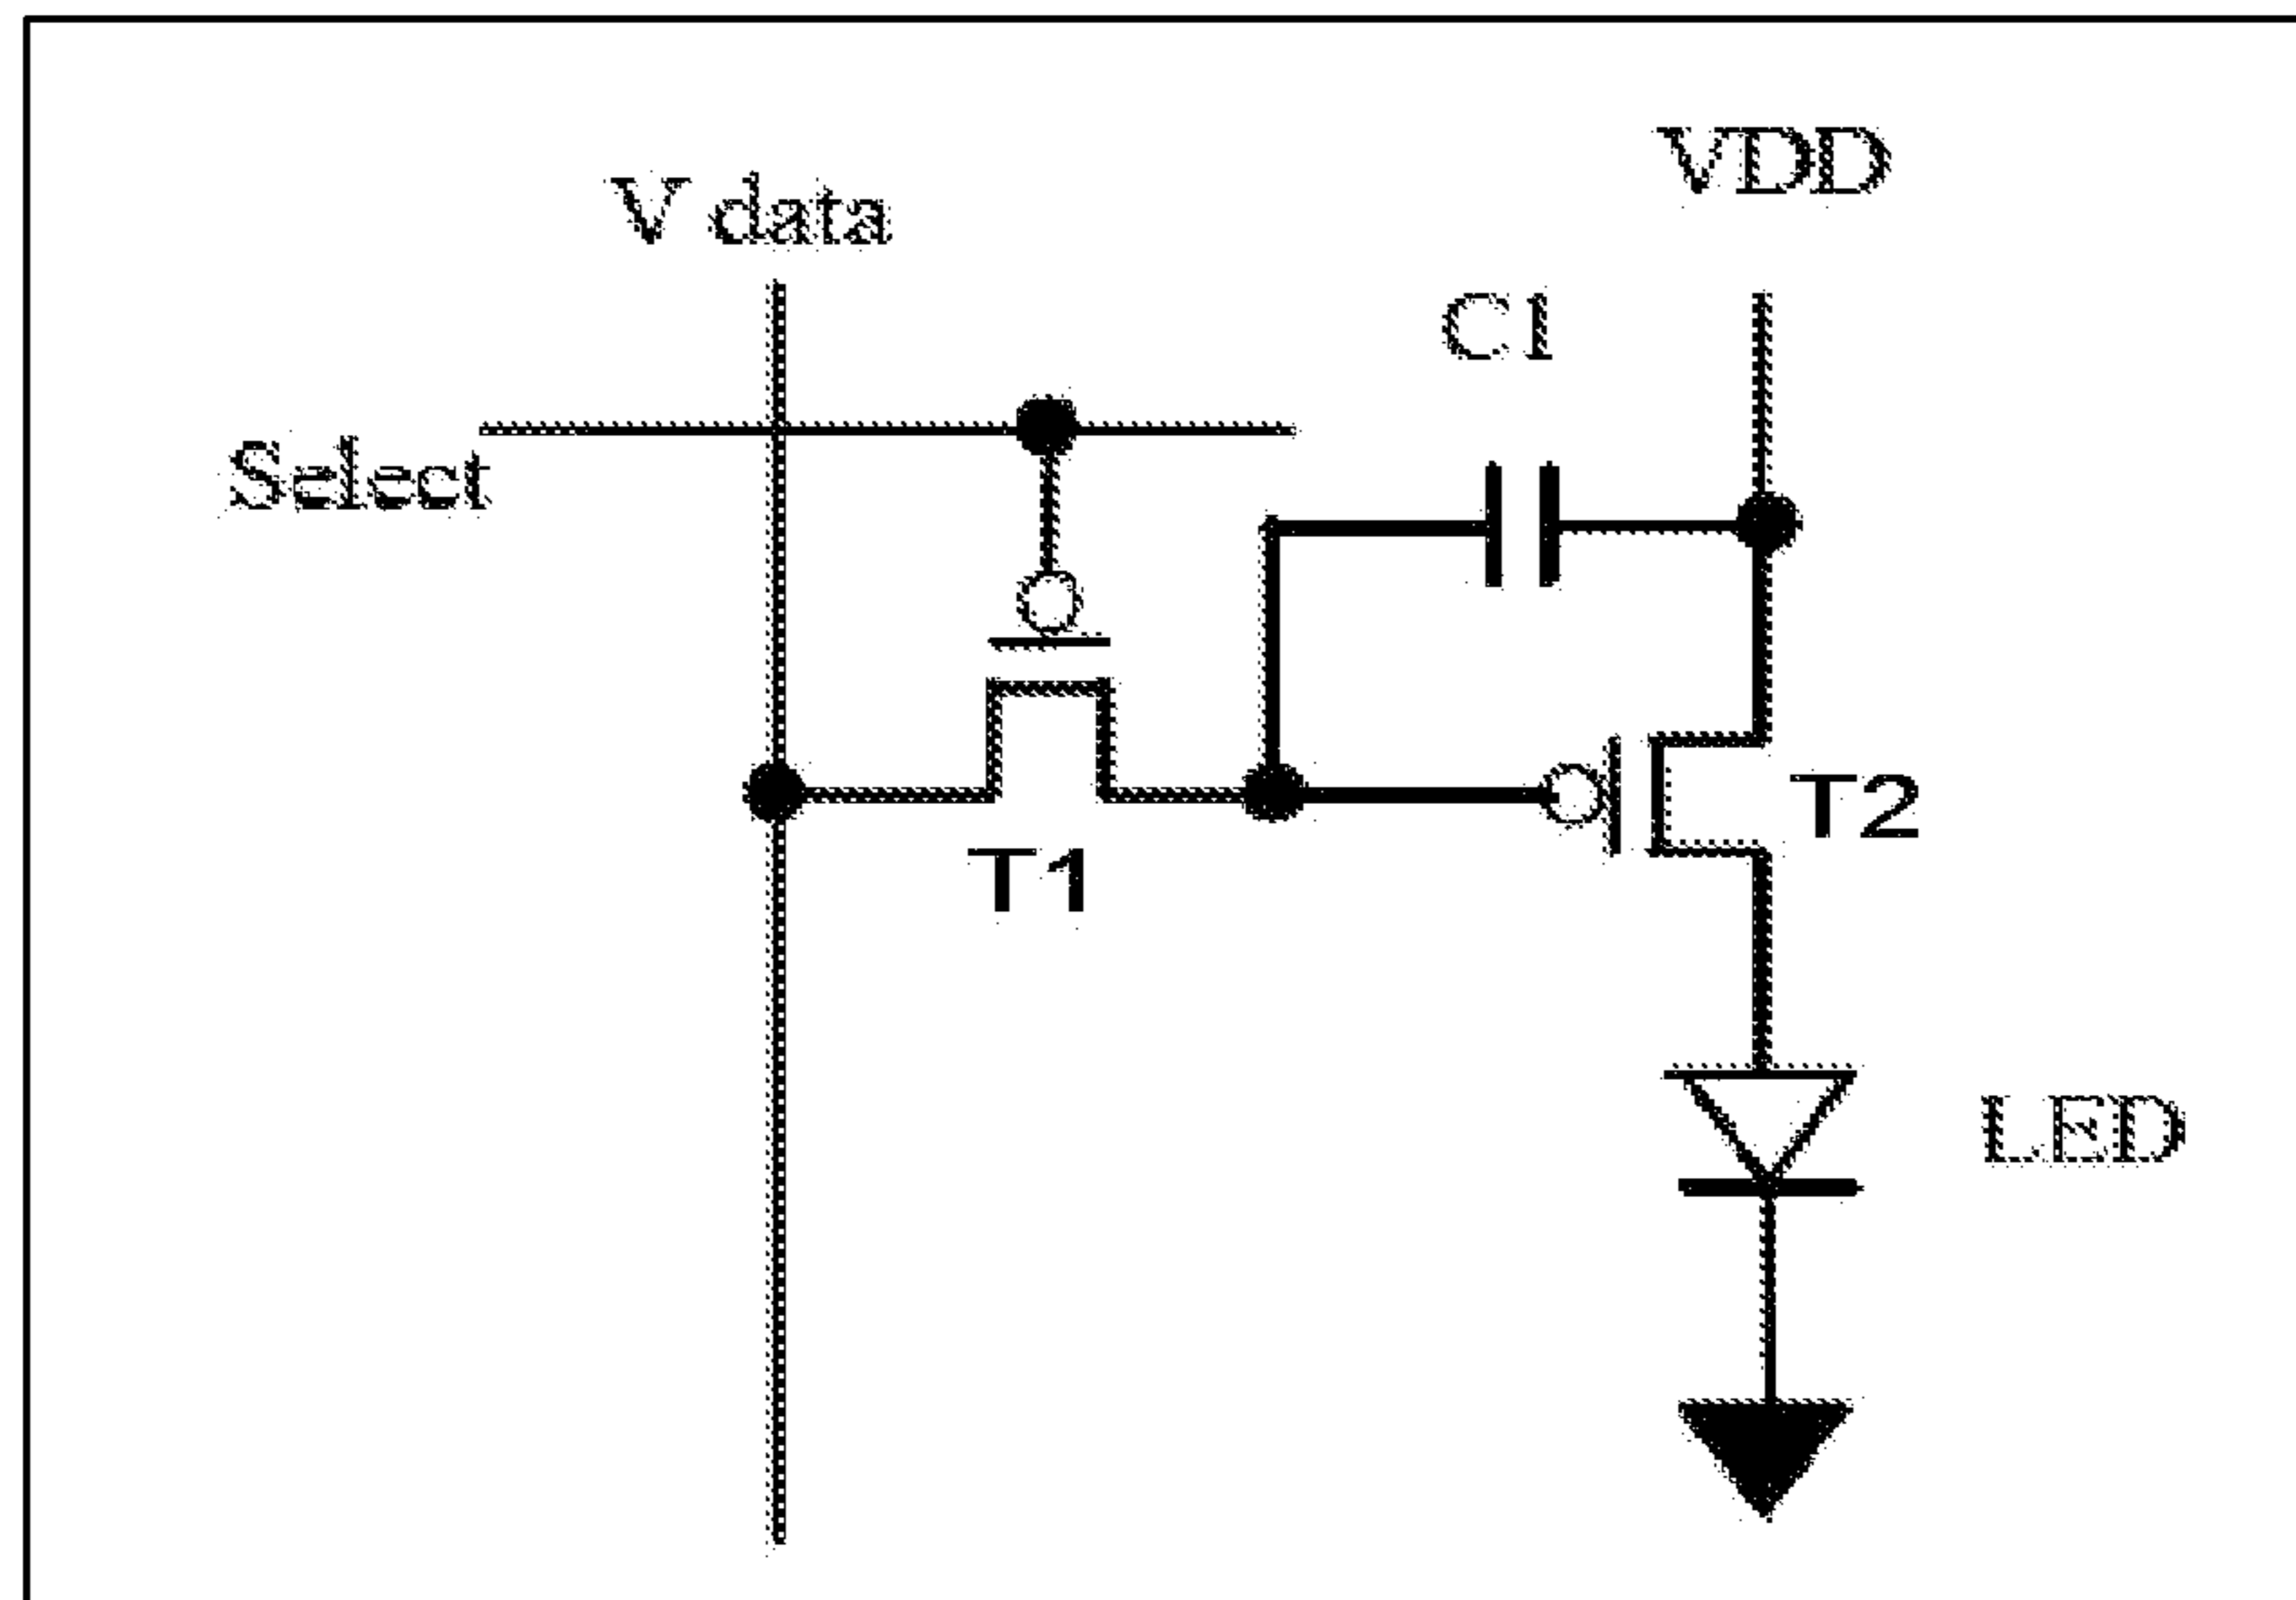 VDD
V data
C1
Select
T2
T1
LED